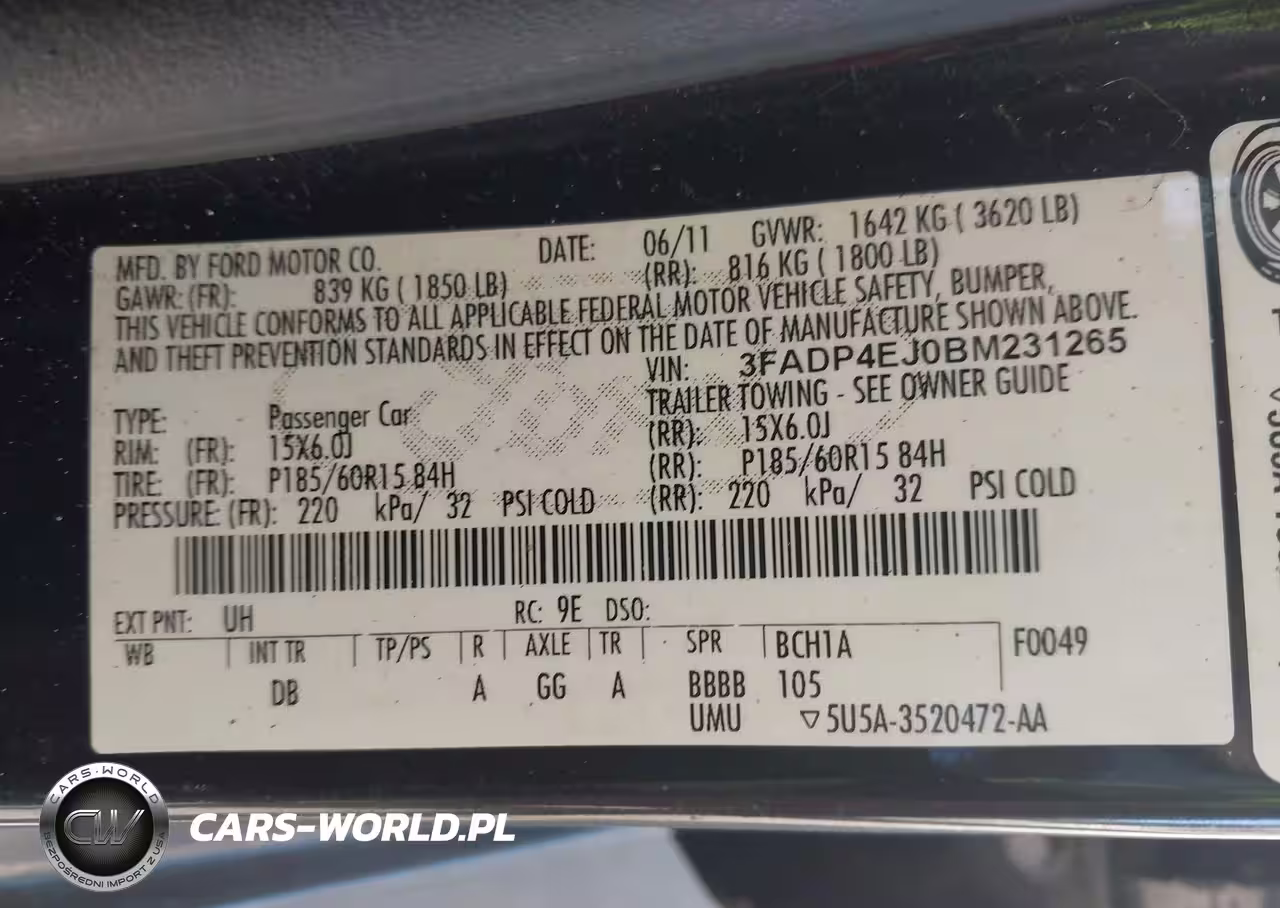 MFD. BY FORD MOTOR CO. DATE: 06/11 GVWR: 1642 KG ( 3620 LB)
GAWR: (FR): 839 KG ( 1850 LB) (RR): 816 KG ( 1800 LB)
THIS VEHICLE CONFORMS TO ALL APPLICABLE FEDERAL MOTOR VEHICLE SAFETY, BUMPER,
AND THEFT PREVENTION STANDARDS IN EFFECT ON THE DATE OF MANUFACTURE SHOWN ABOVE.
VIN: 3FADP4EJ0BM231265
TRAILER TOWING - SEE OWNER GUIDE
TYPE: Passenger Car
RIM: (FR): 15X6.0J (RR): 15X6.0J
TIRE: (FR): P185/60R15 84H (RR): P185/60R15 84H
PRESSURE: (FR): 220 kPa/ 32 PSI COLD (RR): 220 kPa/ 32 PSI COLD
EXT PNT: UH RC: 9E DSO:
WB INT TR TP/PS R AXLE TR SPR BCH1A F0049
DB A GG A BBBB 105
UMU ▽5U5A-3520472-AA
CARS-WORLD
CW
BEZPOŚREDNI IMPORT Z USA
CARS-WORLD.PL